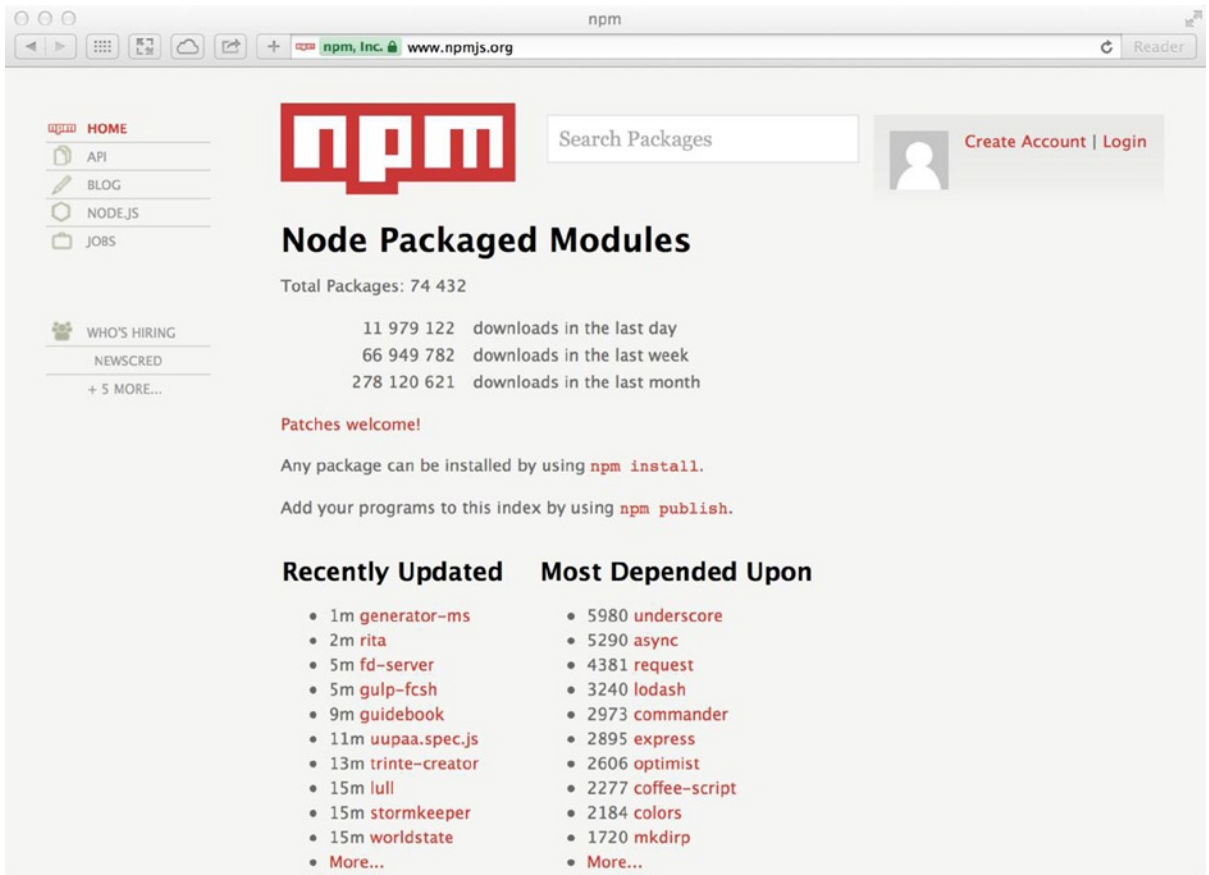 npm
npm, Inc. www.npmjs.org
Reader
npm HOME
API
BLOG
NODE.JS
JOBS
WHO'S HIRING
NEWSCRED
+ 5 MORE...
npm
Search Packages
Create Account | Login
Node Packaged Modules
Total Packages: 74 432
11 979 122 downloads in the last day
66 949 782 downloads in the last week
278 120 621 downloads in the last month
Patches welcome!
Any package can be installed by using npm install.
Add your programs to this index by using npm publish.
Recently Updated
1m generator-ms
2m rita
5m fd-server
5m gulp-fcsh
9m guidebook
11m uupaa.spec.js
13m trinte-creator
15m lull
15m stormkeeper
15m worldstate
More...
Most Depended Upon
5980 underscore
5290 async
4381 request
3240 lodash
2973 commander
2895 express
2606 optimist
2277 coffee-script
2184 colors
1720 mkdirp
More...